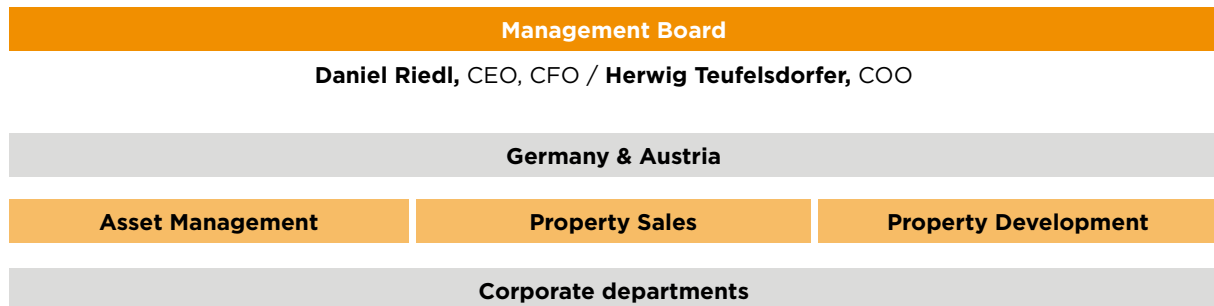 Management Board
Daniel Riedl, CEO, CFO / Herwig Teufelsdorfer, COO
Germany & Austria
Asset Management
Property Sales
Property Development
Corporate departments